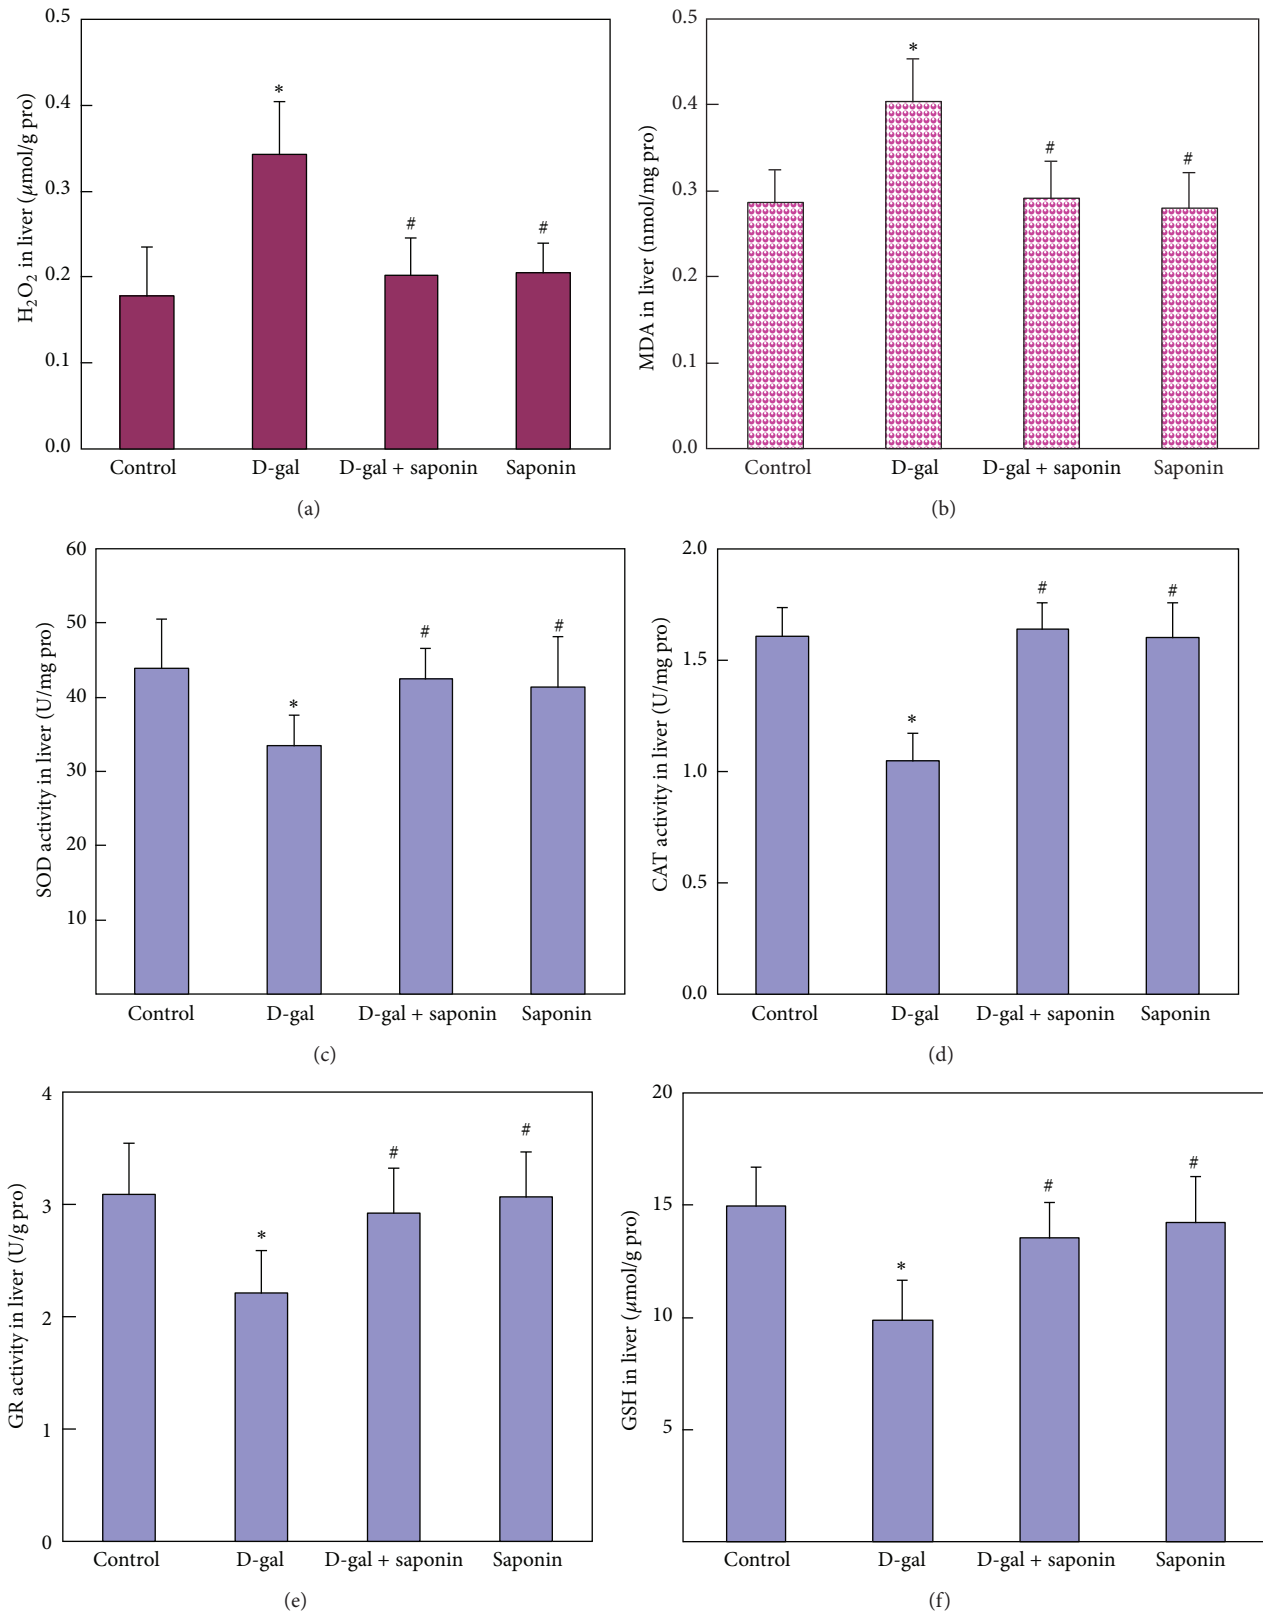 0.5
0.4
0.3
0.2
0.1
0.0
H₂O₂ in liver (μmol/g pro)
*
#
#
Control D-gal D-gal + saponin Saponin
(a)
0.5
0.4
0.3
0.2
0.1
0.0
MDA in liver (nmol/mg pro)
*
#
#
Control D-gal D-gal + saponin Saponin
(b)
60
50
40
30
20
10
SOD activity in liver (U/mg pro)
*
#
#
Control D-gal D-gal + saponin Saponin
(c)
2.0
1.5
1.0
0.5
0.0
CAT activity in liver (U/mg pro)
*
#
#
Control D-gal D-gal + saponin Saponin
(d)
4
3
2
1
0
GR activity in liver (U/g pro)
*
#
#
Control D-gal D-gal + saponin Saponin
(e)
20
15
10
5
GSH in liver (μmol/g pro)
*
#
#
Control D-gal D-gal + saponin Saponin
(f)